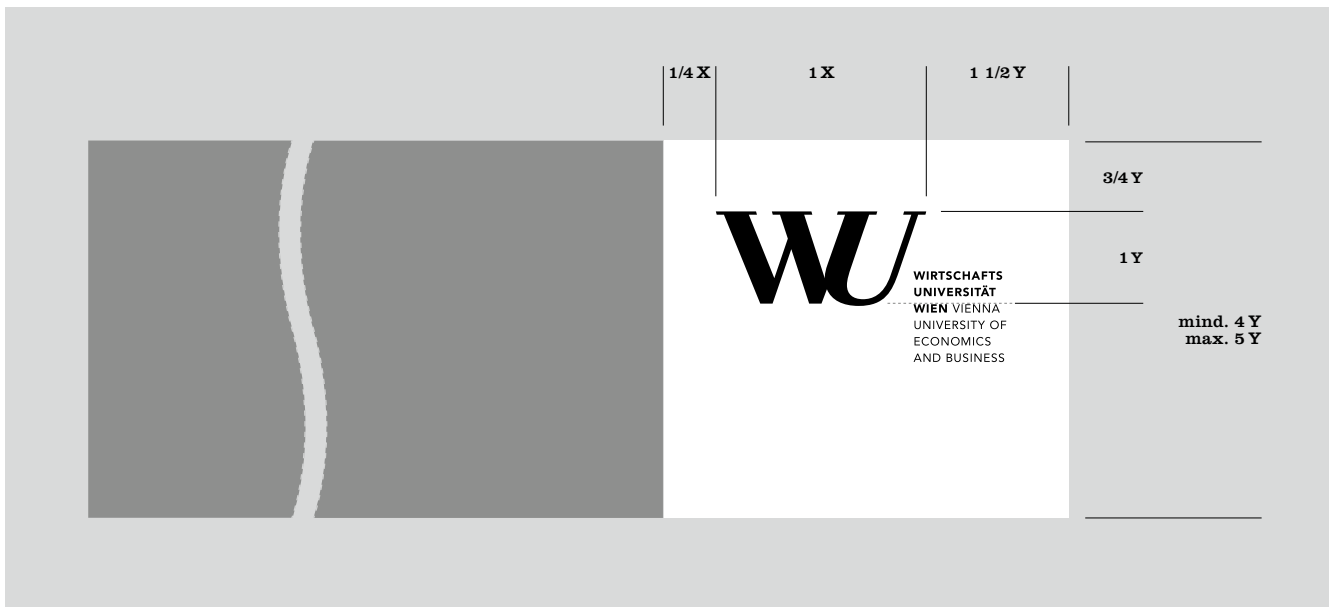 1/4 X
1 X
1 1/2 Y
3/4 Y
1 Y
WU
WIRTSCHAFTS
UNIVERSITÄT
WIEN VIENNA
UNIVERSITY OF
ECONOMICS
AND BUSINESS
mind. 4 Y
max. 5 Y